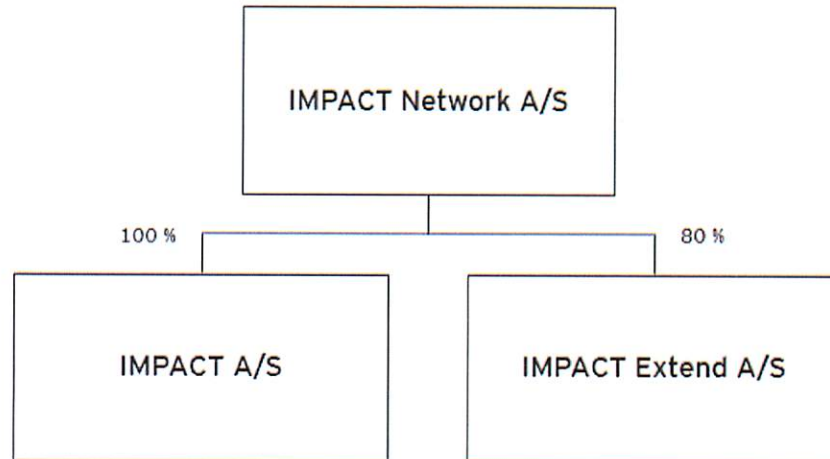 IMPACT Network A/S
100 %
80 %
IMPACT A/S
IMPACT Extend A/S